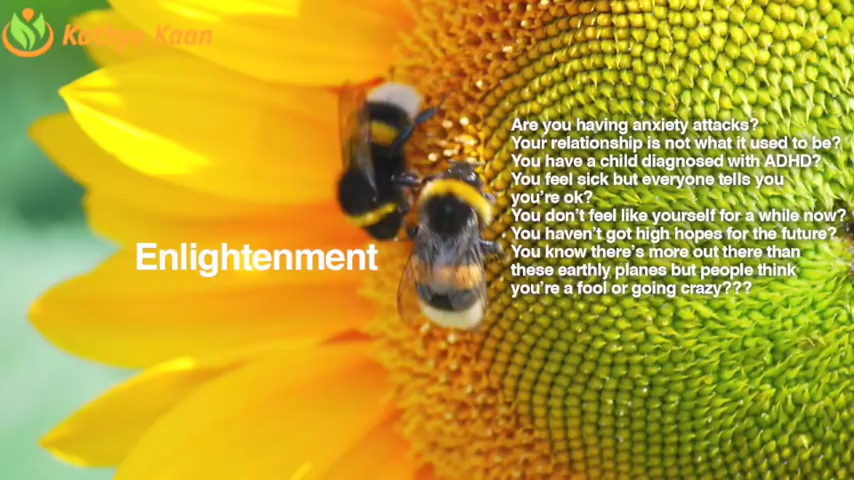 Kathye Kaan
Enlightenment
Are you having anxiety attacks?
Your relationship is not what it used to be?
You have a child diagnosed with ADHD?
You feel sick but everyone tells you
you're ok?
You don't feel like yourself for a while now?
You haven't got high hopes for the future?
You know there's more out there than
these earthly planes but people think
you're a fool or going crazy???